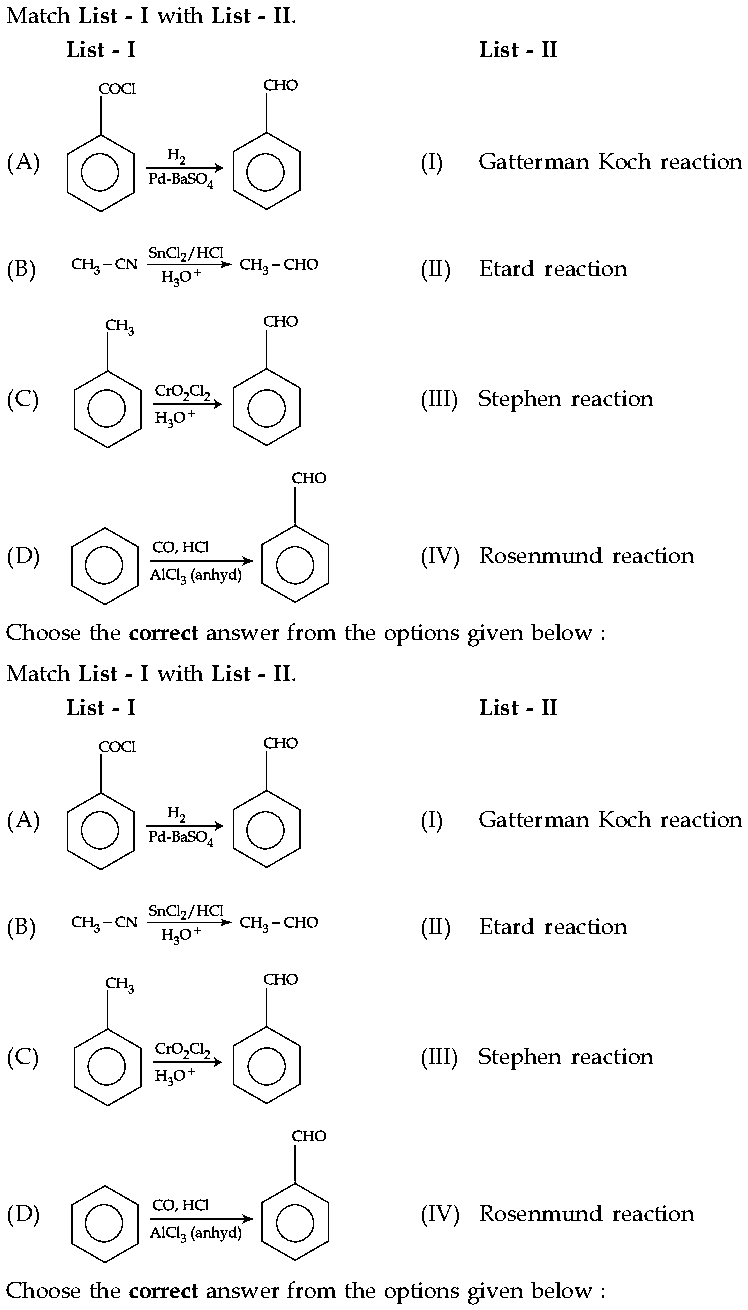 Match List - I with List - II.
List - I List - II
COCl CHO
(A) H2 Pd-BaSO4 (I) Gatterman Koch reaction
(B) CH3 – CN SnCl2/HCl H3O+ CH3 – CHO (II) Etard reaction
CH3 CHO
(C) CrO2Cl2 H3O+ (III) Stephen reaction
CHO
(D) CO, HCl AlCl3 (anhyd) (IV) Rosenmund reaction
Choose the correct answer from the options given below :
Match List - I with List - II.
List - I List - II
COCl CHO
(A) H2 Pd-BaSO4 (I) Gatterman Koch reaction
(B) CH3 – CN SnCl2/HCl H3O+ CH3 – CHO (II) Etard reaction
CH3 CHO
(C) CrO2Cl2 H3O+ (III) Stephen reaction
CHO
(D) CO, HCl AlCl3 (anhyd) (IV) Rosenmund reaction
Choose the correct answer from the options given below :